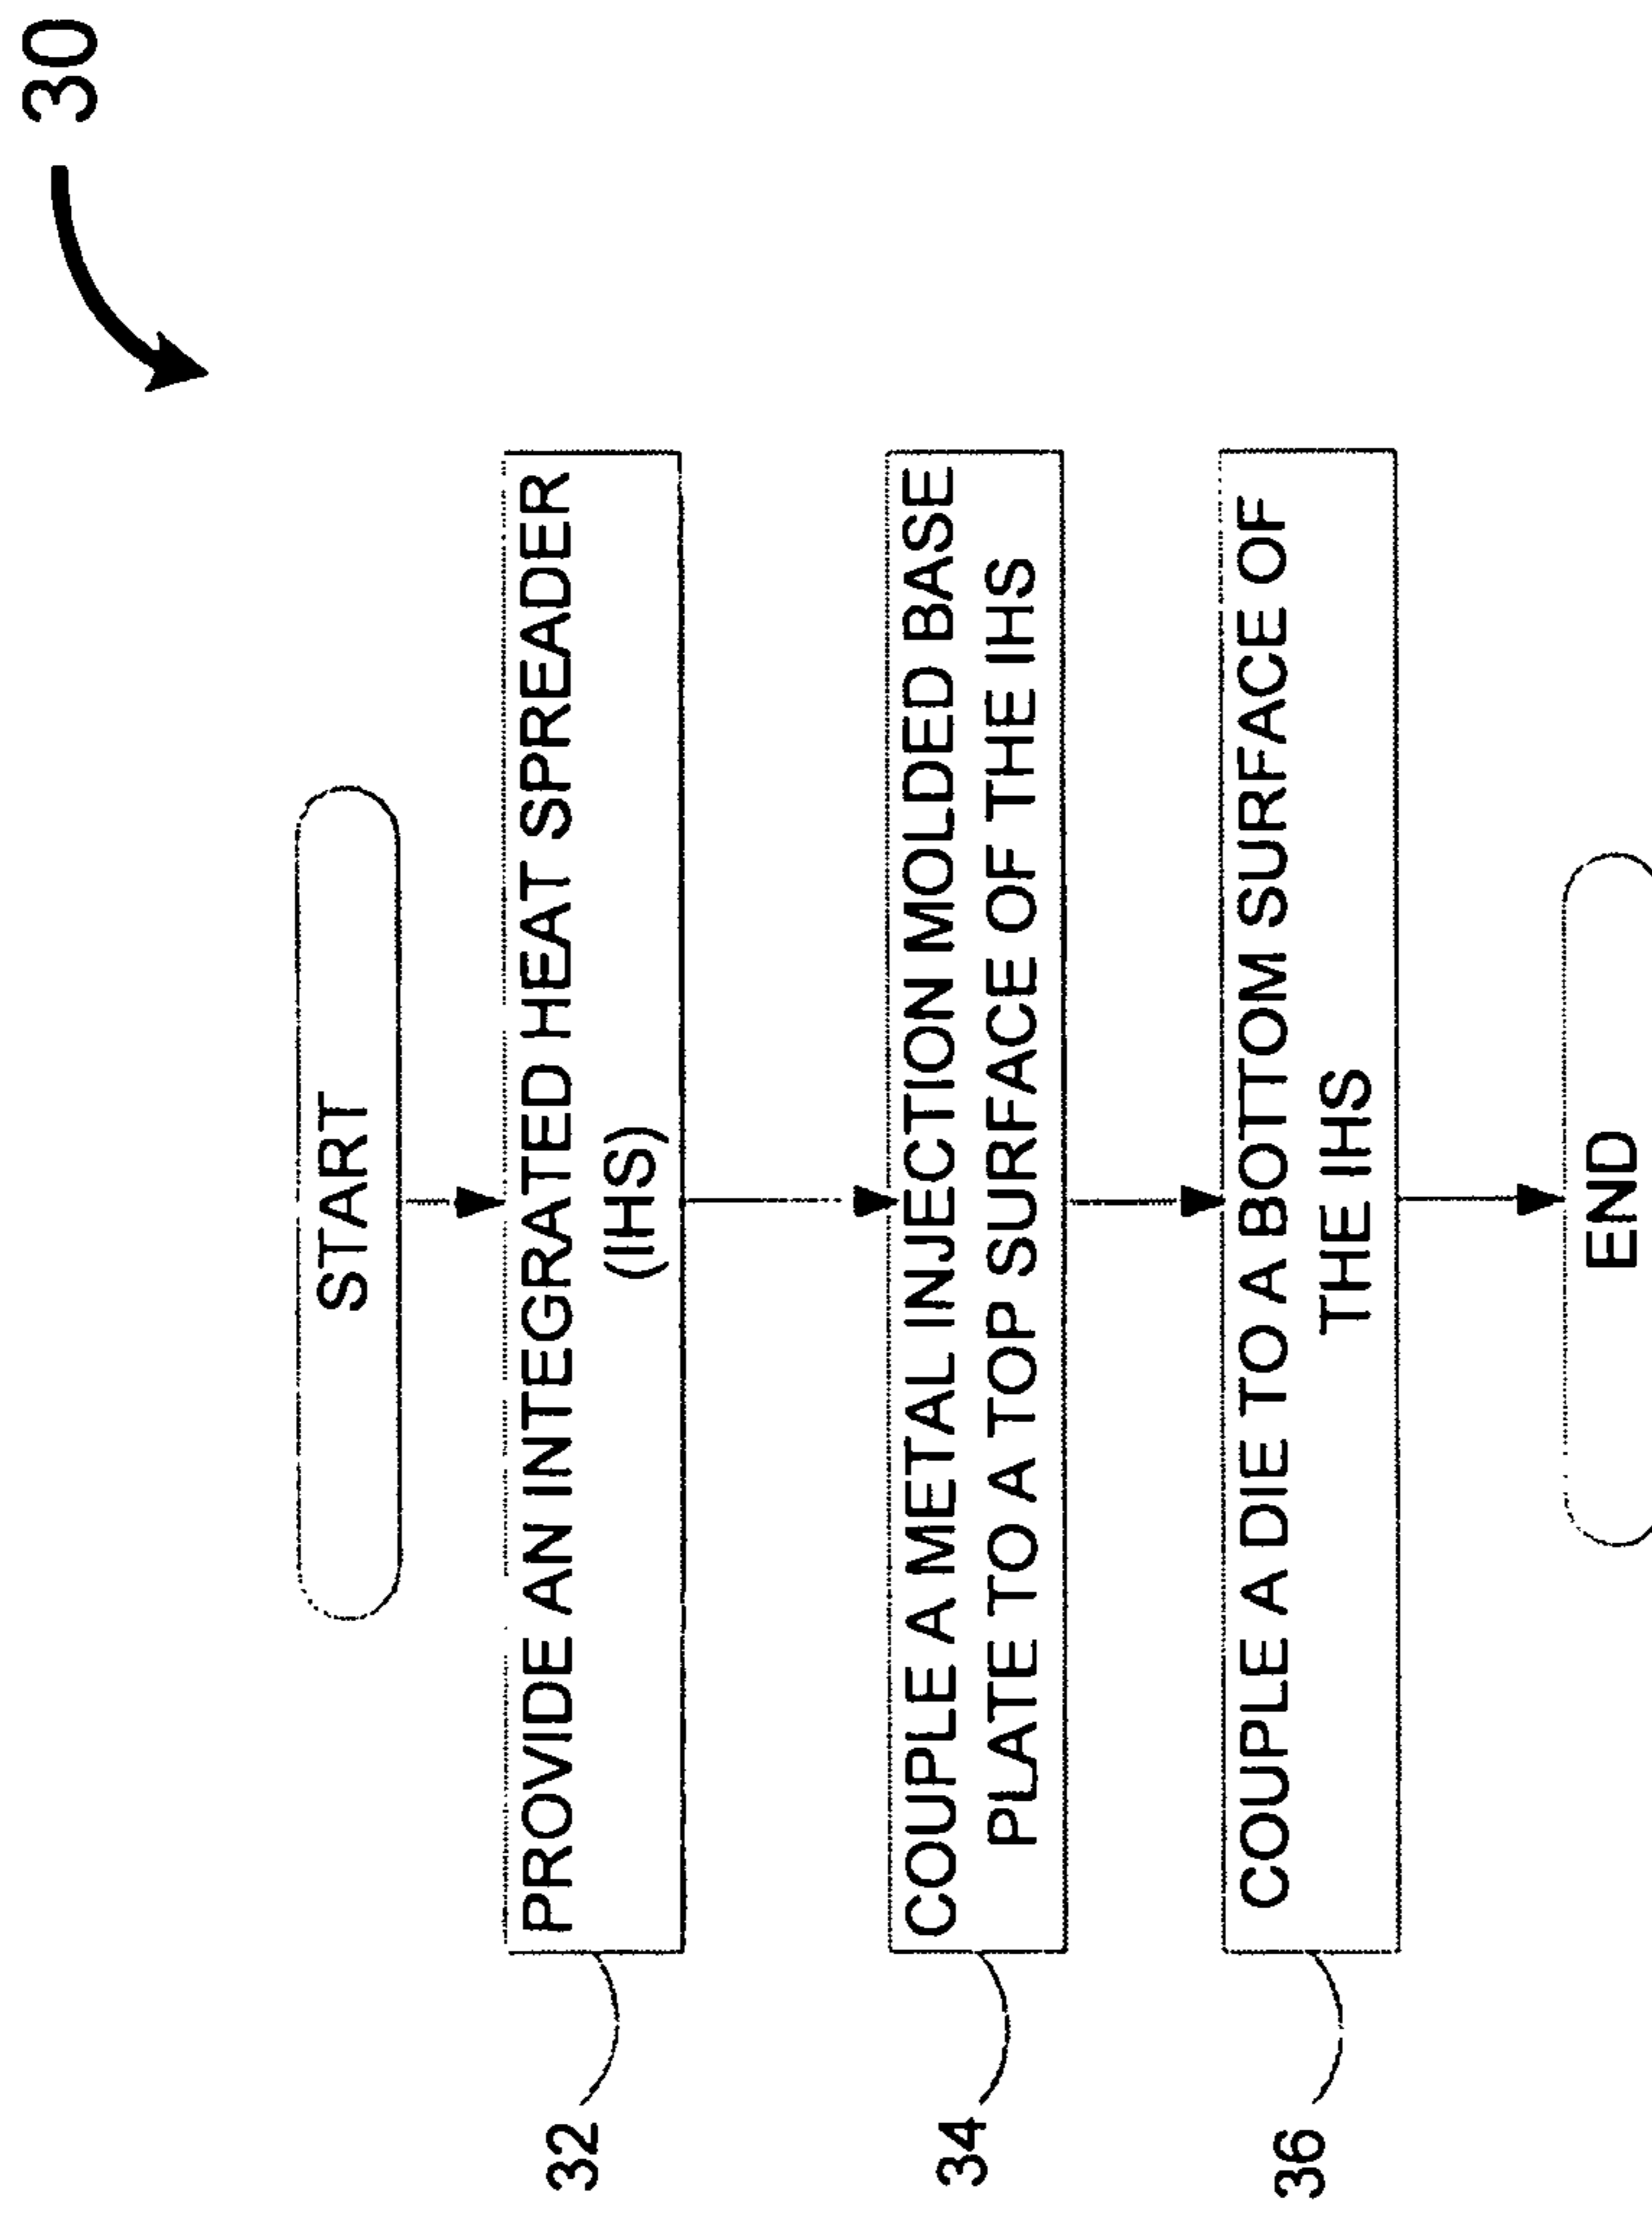 30
START
32
PROVIDE AN INTEGRATED HEAT SPREADER
(IHS)
34
COUPLE A METAL INJECTION MOLDED BASE
PLATE TO A TOP SURFACE OF THE IHS
36
COUPLE A DIE TO A BOTTOM SURFACE OF
THE IHS
END